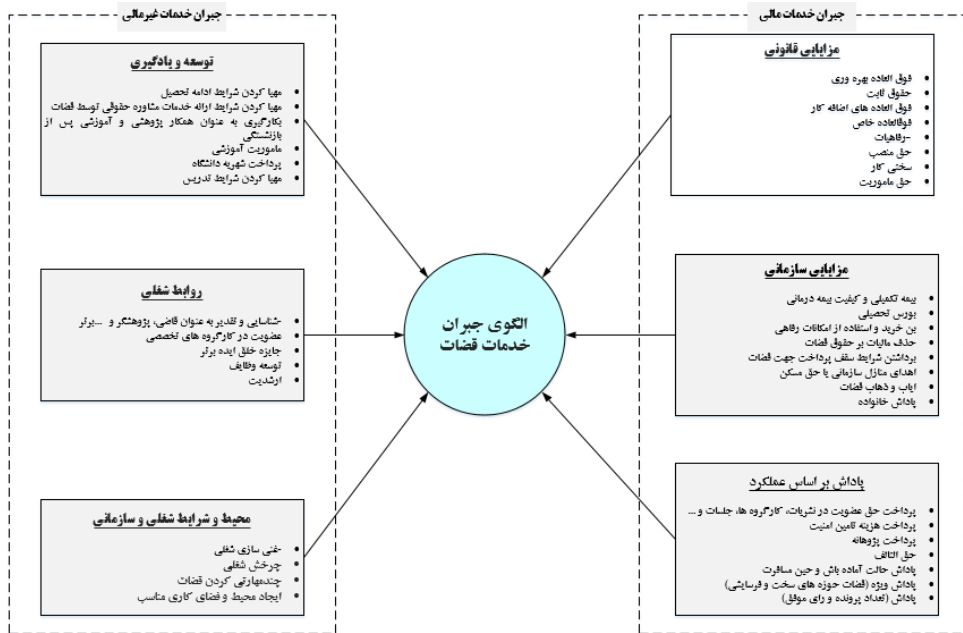 جبران خدمات مالی
مزایایی قانونی
فوق العاده بهره وری
حقوق ثابت
فوق العاده های اضافه کار
فوقالعاده خاص
-رفاهیات
حق منصب
سختی کار
حق ماموریت
مزایایی سازمانی
بیمه تکمیلی و کیفیت بیمه درمانی
بورس تحصیلی
بن خرید و استفاده از امکانات رفاهی
حذف مالیات بر حقوق قضات
برداشتن شرایط سقف پرداخت جهت قضات
اهدای منازل سازمانی یا حق مسکن
ایاب و ذهاب قضات
پاداش خانواده
پاداش بر اساس عملکرد
پرداخت حق عضویت در نشریات، کارگروه ها، جلسات و ...
پرداخت هزینه تامین امنیت
پرداخت پژوهانه
حق التالف
پاداش حالت آماده باش و حین مسافرت
پاداش ویژه (قضات حوزه های سخت و فرسایشی)
پاداش (تعداد پرونده و رای موفق)
الگوی جبران
خدمات قضات
جبران خدمات غیرمالی
توسعه و یادگیری
مهیا کردن شرایط ادامه تحصیل
مهیا کردن شرایط ارائه خدمات مشاوره حقوقی توسط قضات
بکارگیری به عنوان همکار پژوهشی و آموزشی پس از
بازنشستگی
ماموریت آموزشی
پرداخت شهریه دانشگاه
مهیا کردن شرایط تدریس
روابط شغلی
-شناسایی و تقدیر به عنوان قاضی، پژوهشگر و ...برتر
عضویت در کارگروه های تخصصی
جایزه خلق ایده برتر
توسعه وظایف
ارشدیت
محیط و شرایط شغلی و سازمانی
-غنی سازی شغلی
چرخش شغلی
چندمهارتی کردن قضات
ایجاد محیط و فضای کاری مناسب